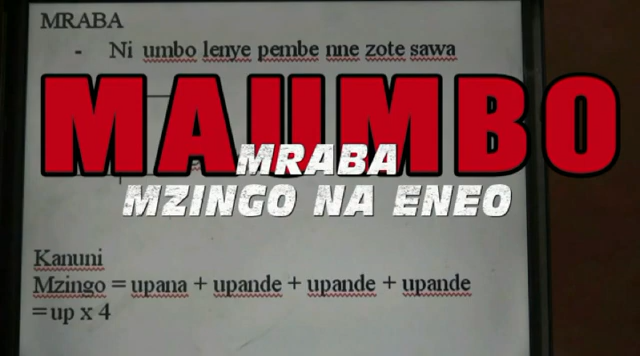 MRABA
- Ni umbo lenye pembe nne zote sawa
MAUMBO
MRABA
MZINGO NA ENEO
Kanuni
Mzingo = upana + upande + upande + upande
= up x 4